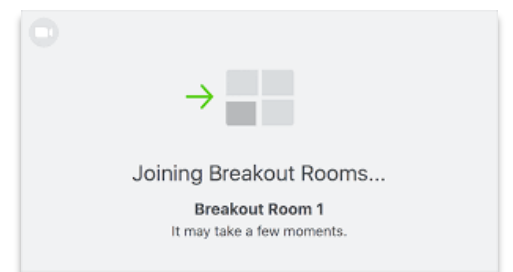 Joining Breakout Rooms...
Breakout Room 1
It may take a few moments.